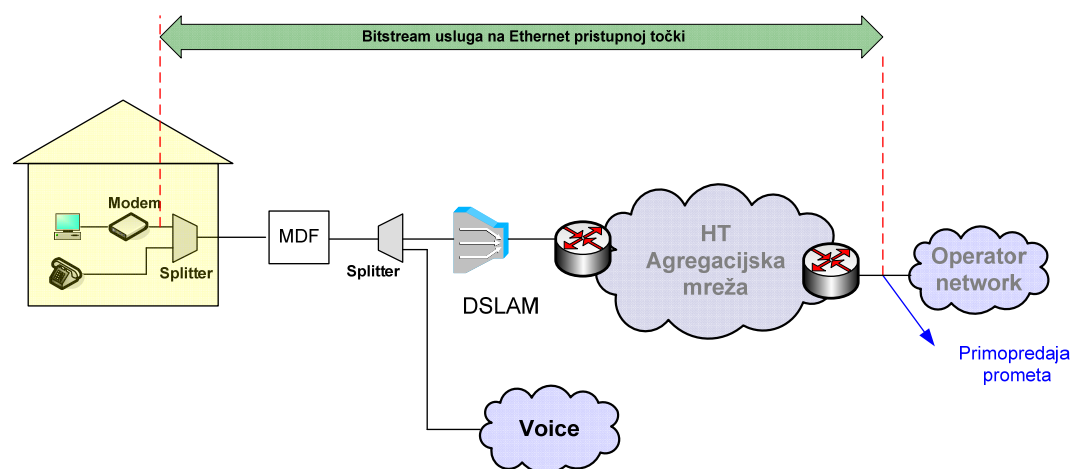 Bitstream usluga na Ethernet pristupnoj točki
Modem
Splitter
MDF
Splitter
DSLAM
HT
Agregacijska
mreža
Operator
network
Primopredaja
prometa
Voice